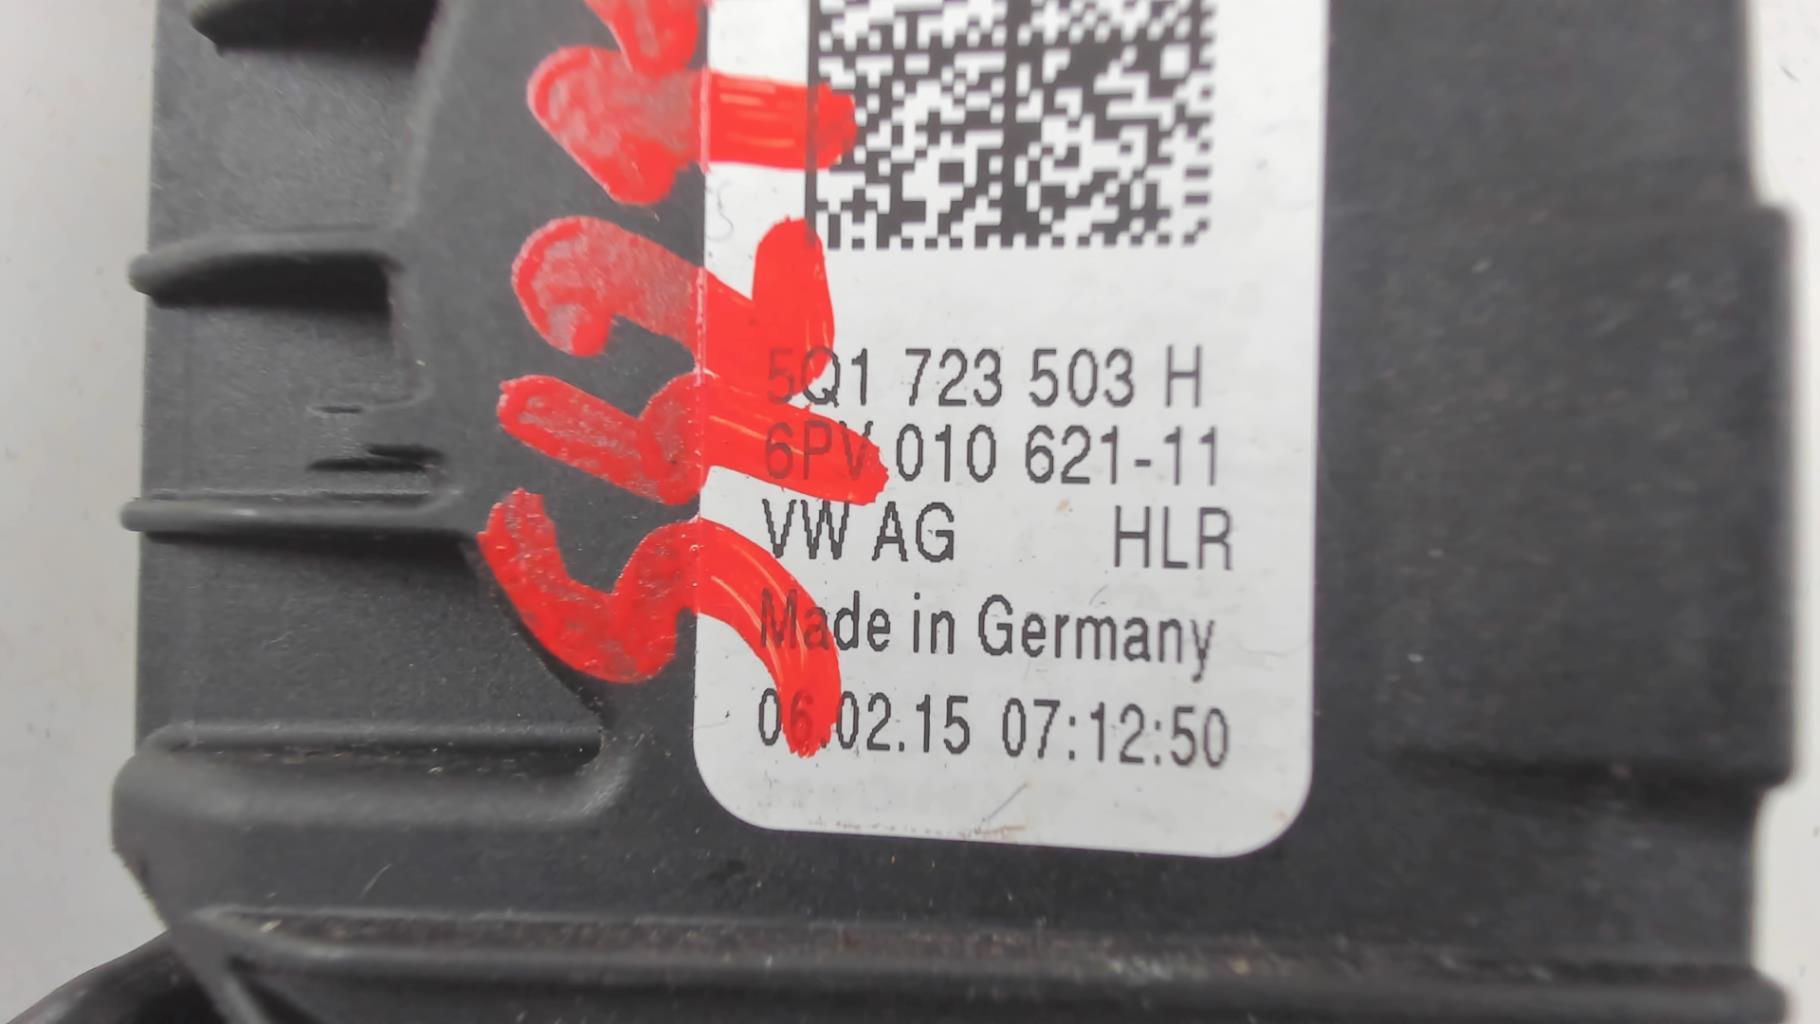 5Q1 723 503 H
6PV 010 621-11
VW AG HLR
Made in Germany
06.02.15 07:12:50